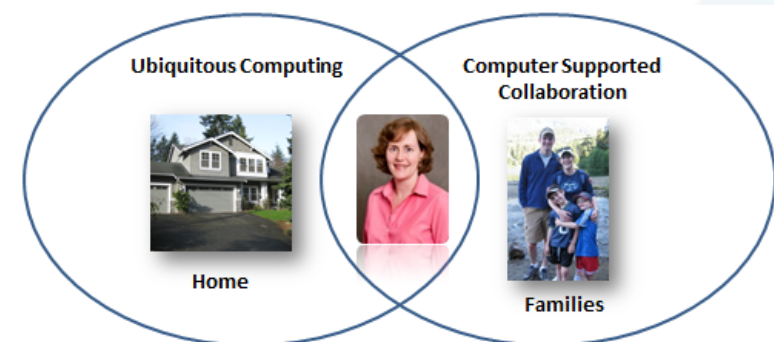 Ubiquitous Computing
Computer Supported
Collaboration
Home
Families